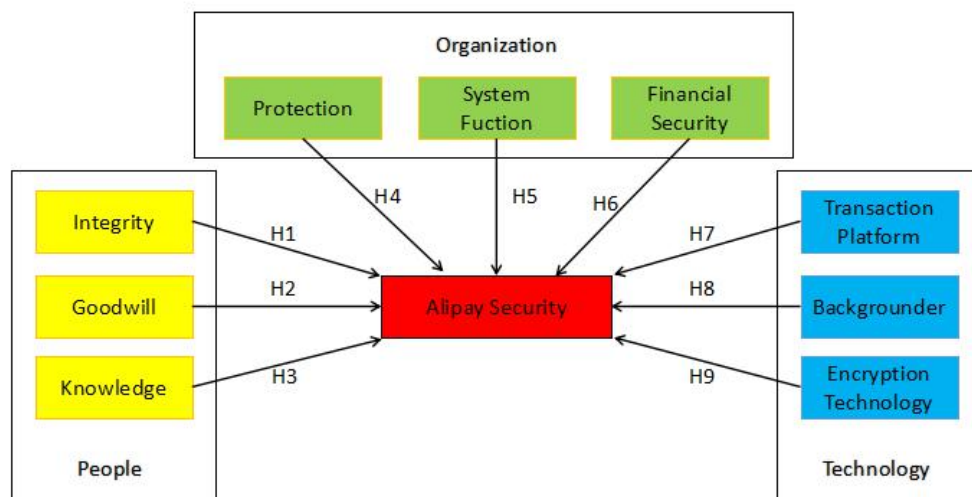 Organization
Protection
System
Fuction
Financial
Security
H4
H5
H6
Integrity
Goodwill
Knowledge
People
H1
H2
H3
Alipay Security
H7
H8
H9
Transaction
Platform
Backgrounder
Encryption
Technology
Technology